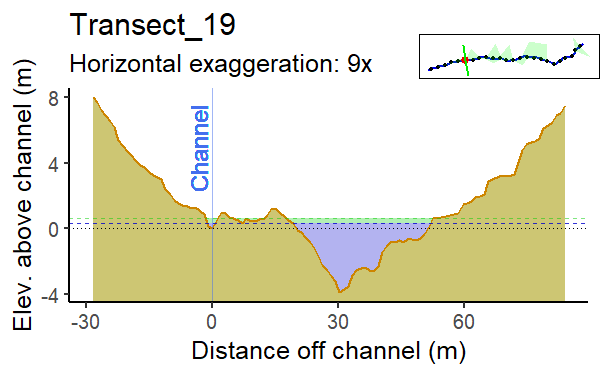 Transect_19
Horizontal exaggeration: 9x
Elev. above channel (m)
8
4
0
-4
Channel
-30
0
30
60
Distance off channel (m)